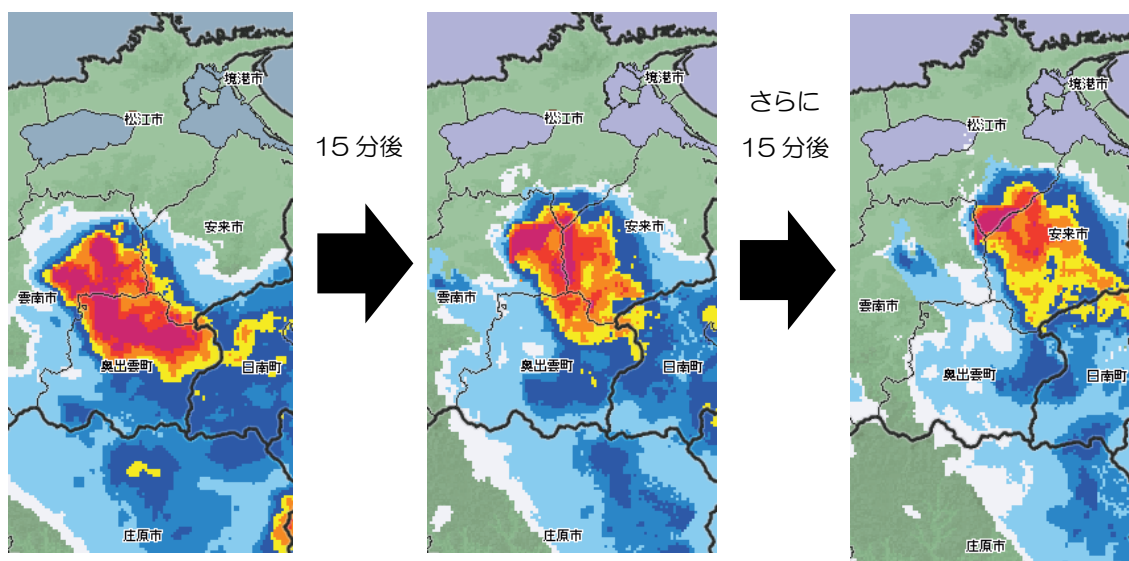 境港市
松江市
安来市
雲南市
奥出雲町
日南町
庄原市
15分後
境港市
松江市
安来市
雲南市
奥出雲町
日南町
庄原市
さらに
15分後
境港市
松江市
安来市
雲南市
奥出雲町
日南町
庄原市